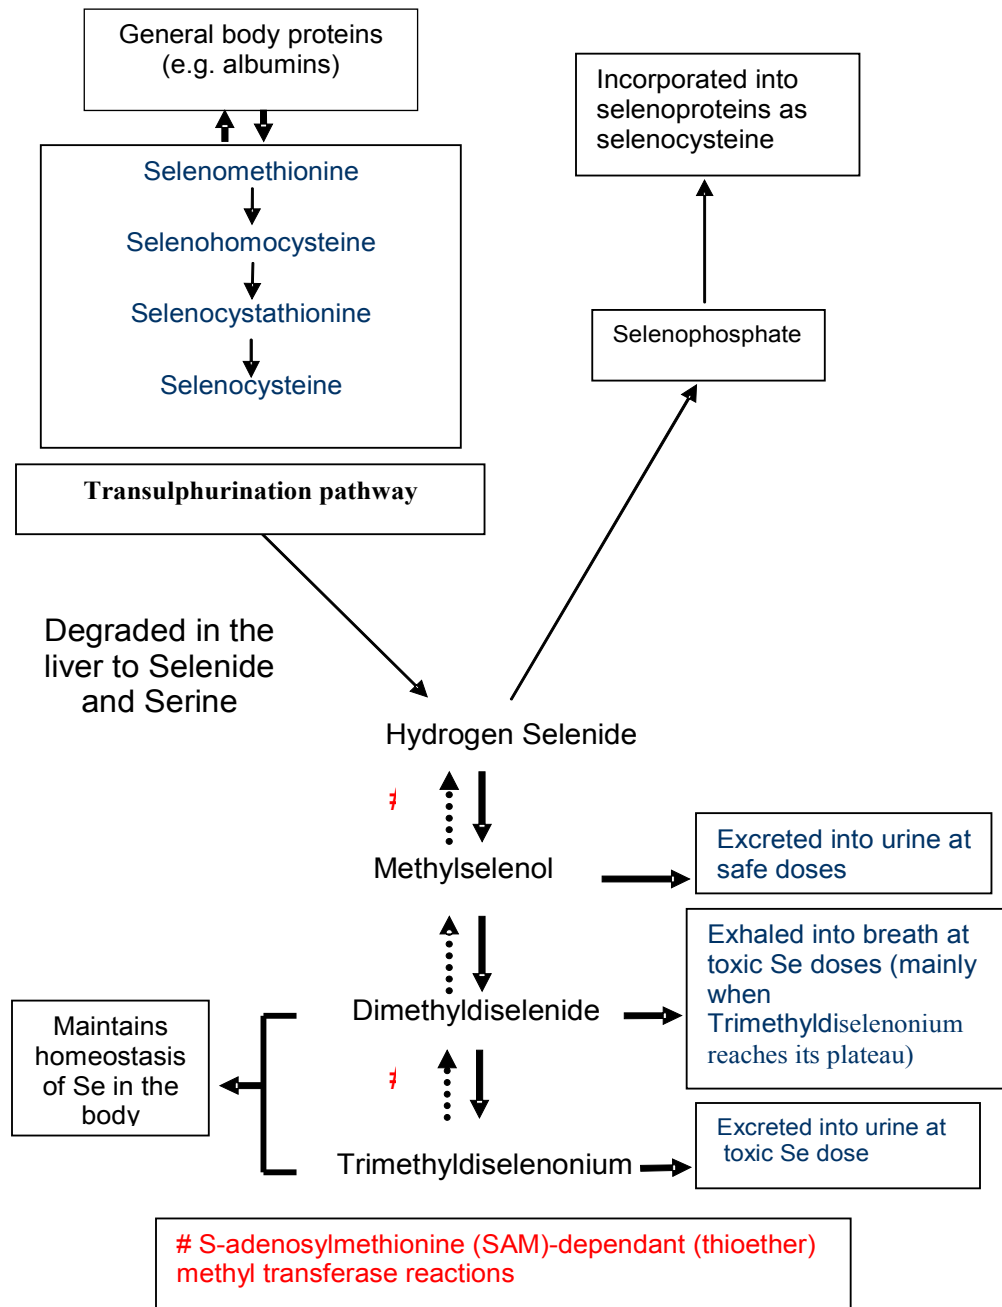 General body proteins
(e.g. albumins)
Incorporated into
selenoproteins as
selenocysteine
Selenomethionine
Selenohomocysteine
Selenocystathionine
Selenocysteine
Selenophosphate
Transulphurination pathway
Degraded in the
liver to Selenide
and Serine
Hydrogen Selenide
#
Methylselenol
Excreted into urine at
safe doses
Exhaled into breath at
toxic Se doses (mainly
when
Trimethyldiselenonium
reaches its plateau)
Dimethyldiselenide
Maintains
homeostasis
of Se in the
body
#
Trimethyldiselenonium
Excreted into urine at
toxic Se dose
# S-adenosylmethionine (SAM)-dependant (thioether)
methyl transferase reactions